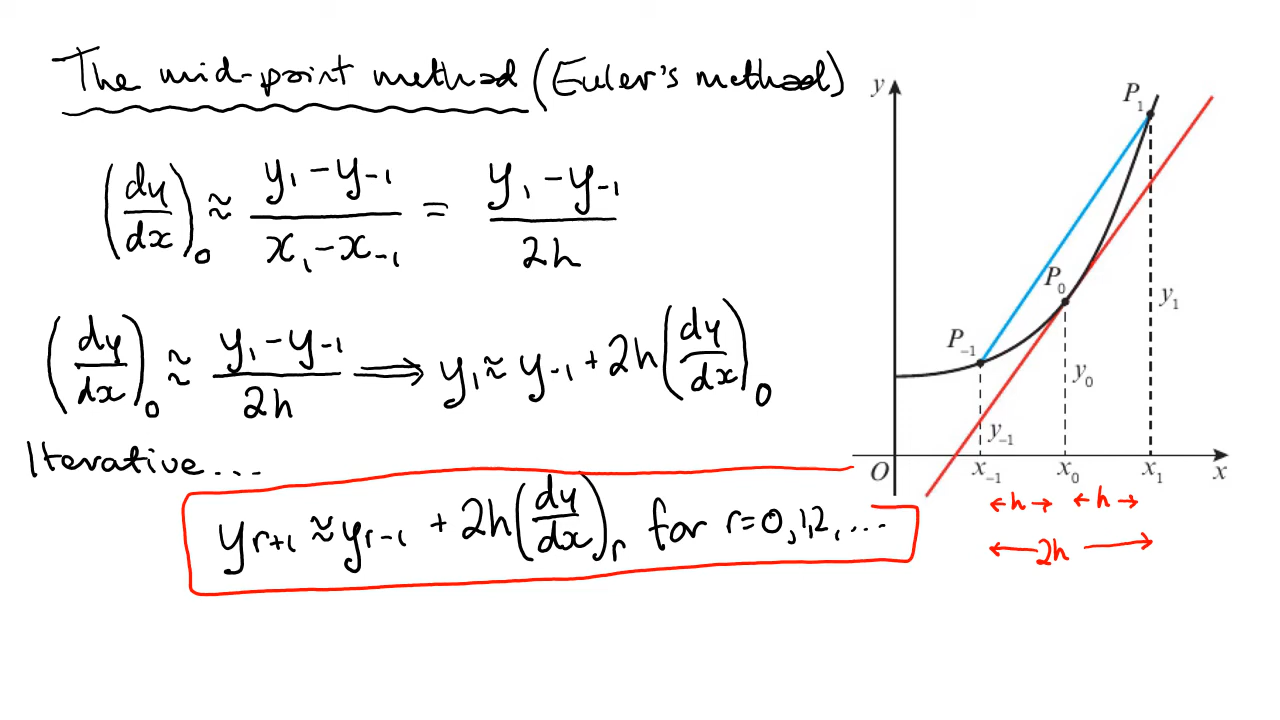 The mid-point method (Euler's method)
(dy/dx)₀ ≈ (y₁ − y₋₁)/(x₁ − x₋₁) = (y₁ − y₋₁)/2h
(dy/dx)₀ ≈ (y₁ − y₋₁)/2h ⟹ y₁ ≈ y₋₁ + 2h(dy/dx)₀
Iterative...
yᵣ₊₁ ≈ yᵣ₋₁ + 2h(dy/dx)ᵣ for r=0,1,2,...
y
P₁
P₀
P₋₁
y₁
y₀
y₋₁
O x₋₁ x₀ x₁ x
h h
2h